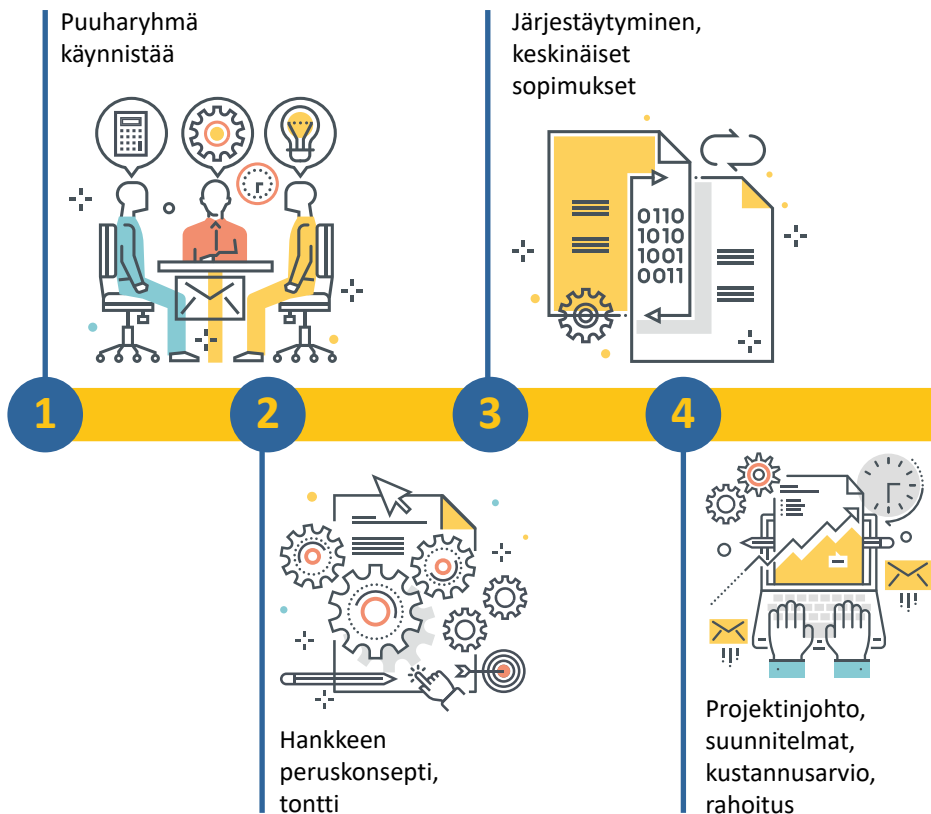 Puuharyhmä
käynnistää
Järjestäytyminen,
keskinäiset
sopimukset
0110
1010
1001
0011
1
2
3
4
Hankkeen
peruskonsepti,
tontti
Projektinjohto,
suunnitelmat,
kustannusarvio,
rahoitus